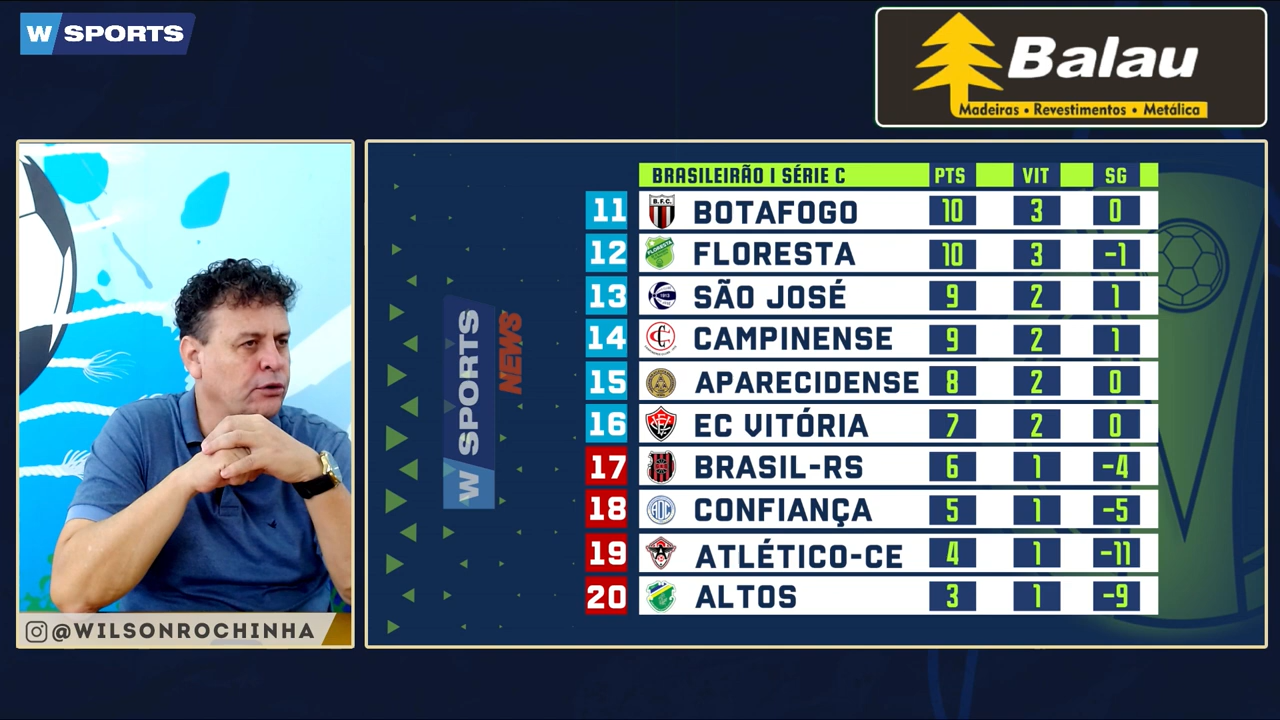 W SPORTS
Balau
Madeiras • Revestimentos • Metálica
BRASILEIRÃO | SÉRIE C PTS VIT SG
11 B.F.C. BOTAFOGO 10 3 0
12 FLORESTA FLORESTA 10 3 -1
13 1913 SÃO JOSÉ 9 2 1
14 CAMPINENSE 9 2 1
15 APARECIDENSE 8 2 0
16 EC VITÓRIA 7 2 0
17 BRASIL-RS 6 1 -4
18 ADC CONFIANÇA 5 1 -5
19 ATLÉTICO-CE 4 1 -11
20 ALTOS 3 1 -9
W SPORTS
NEWS
@WILSONROCHINHA